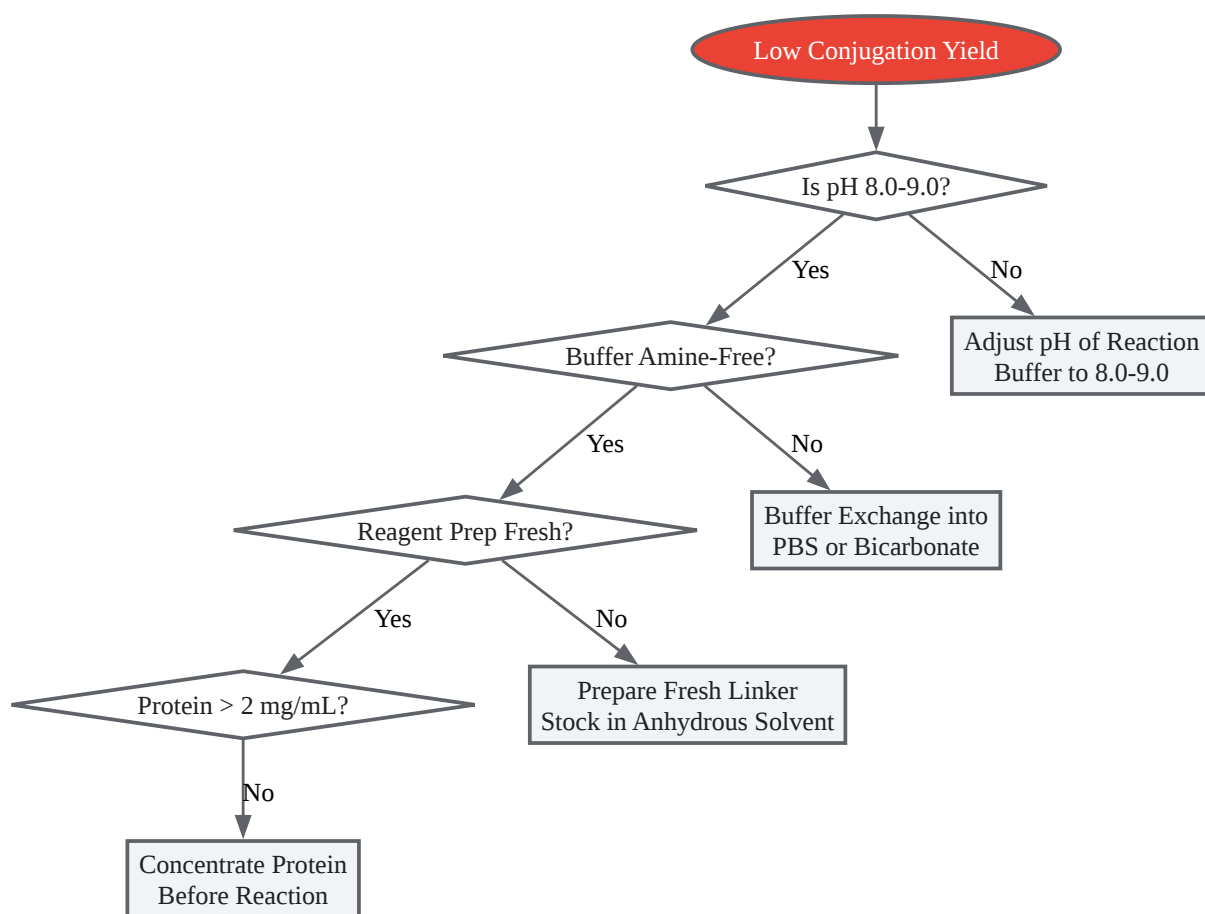 Low Conjugation Yield
Is pH 8.0-9.0?
Yes
No
Buffer Amine-Free?
Adjust pH of Reaction
Buffer to 8.0-9.0
Yes
No
Reagent Prep Fresh?
Buffer Exchange into
PBS or Bicarbonate
Yes
No
Protein > 2 mg/mL?
Prepare Fresh Linker
Stock in Anhydrous Solvent
No
Concentrate Protein
Before Reaction